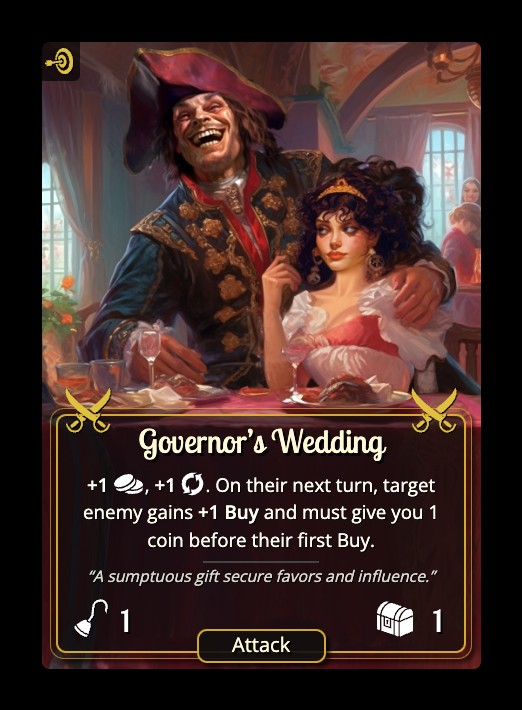 Governor's Wedding
+1 , +1 . On their next turn, target
enemy gains +1 Buy and must give you 1
coin before their first Buy.
“A sumptuous gift secure favors and influence.”
1 1
Attack